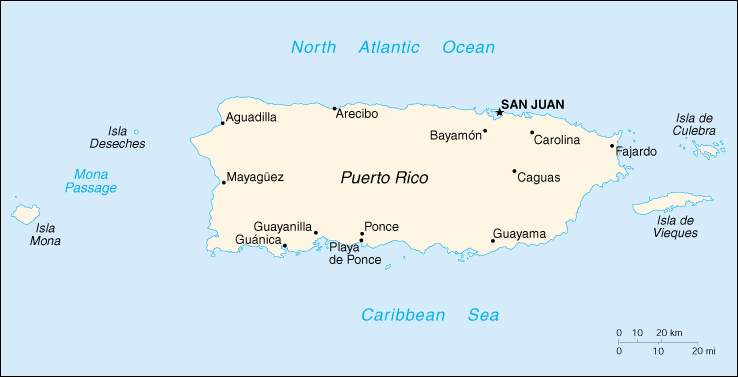 North Atlantic Ocean
SAN JUAN
Aguadilla
Arecibo
Isla de
Culebra
Isla
Deseches
Bayamón
Carolina
Fajardo
Mona
Passage
Mayagüez
Puerto Rico
Caguas
Isla
Mona
Guayanilla
Ponce
Isla de
Vieques
Guánica
Playa
de Ponce
Guayama
Caribbean Sea
0 10 20 km
0 10 20 mi